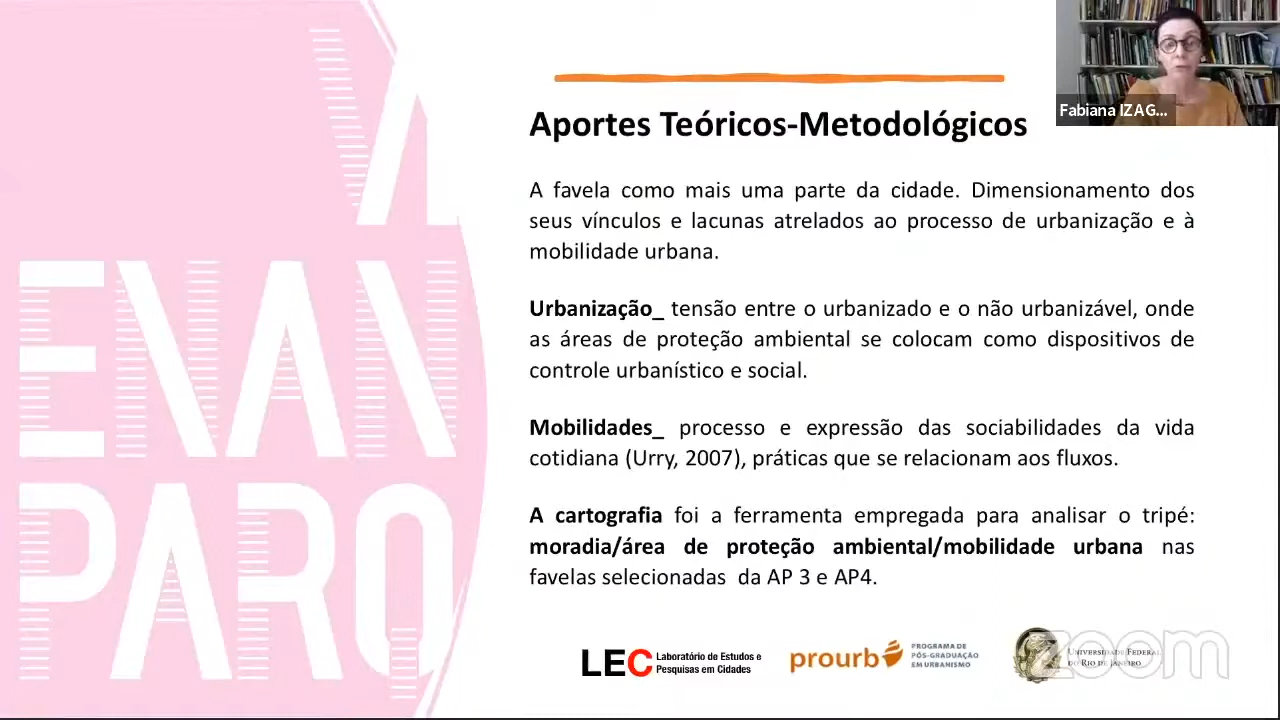 Fabiana IZAG...
Aportes Teóricos-Metodológicos
A favela como mais uma parte da cidade. Dimensionamento dos
seus vínculos e lacunas atrelados ao processo de urbanização e à
mobilidade urbana.
Urbanização_ tensão entre o urbanizado e o não urbanizável, onde
as áreas de proteção ambiental se colocam como dispositivos de
controle urbanístico e social.
Mobilidades_ processo e expressão das sociabilidades da vida
cotidiana (Urry, 2007), práticas que se relacionam aos fluxos.
A cartografia foi a ferramenta empregada para analisar o tripé:
moradia/área de proteção ambiental/mobilidade urbana nas
favelas selecionadas da AP 3 e AP4.
ENAN
PARQ
LEC
Laboratório de Estudos e
Pesquisas em Cidades
prourb
PROGRAMA DE
PÓS-GRADUAÇÃO
EM URBANISMO
UNIVERSIDADE FEDERAL
DO RIO DE JANEIRO
zoom